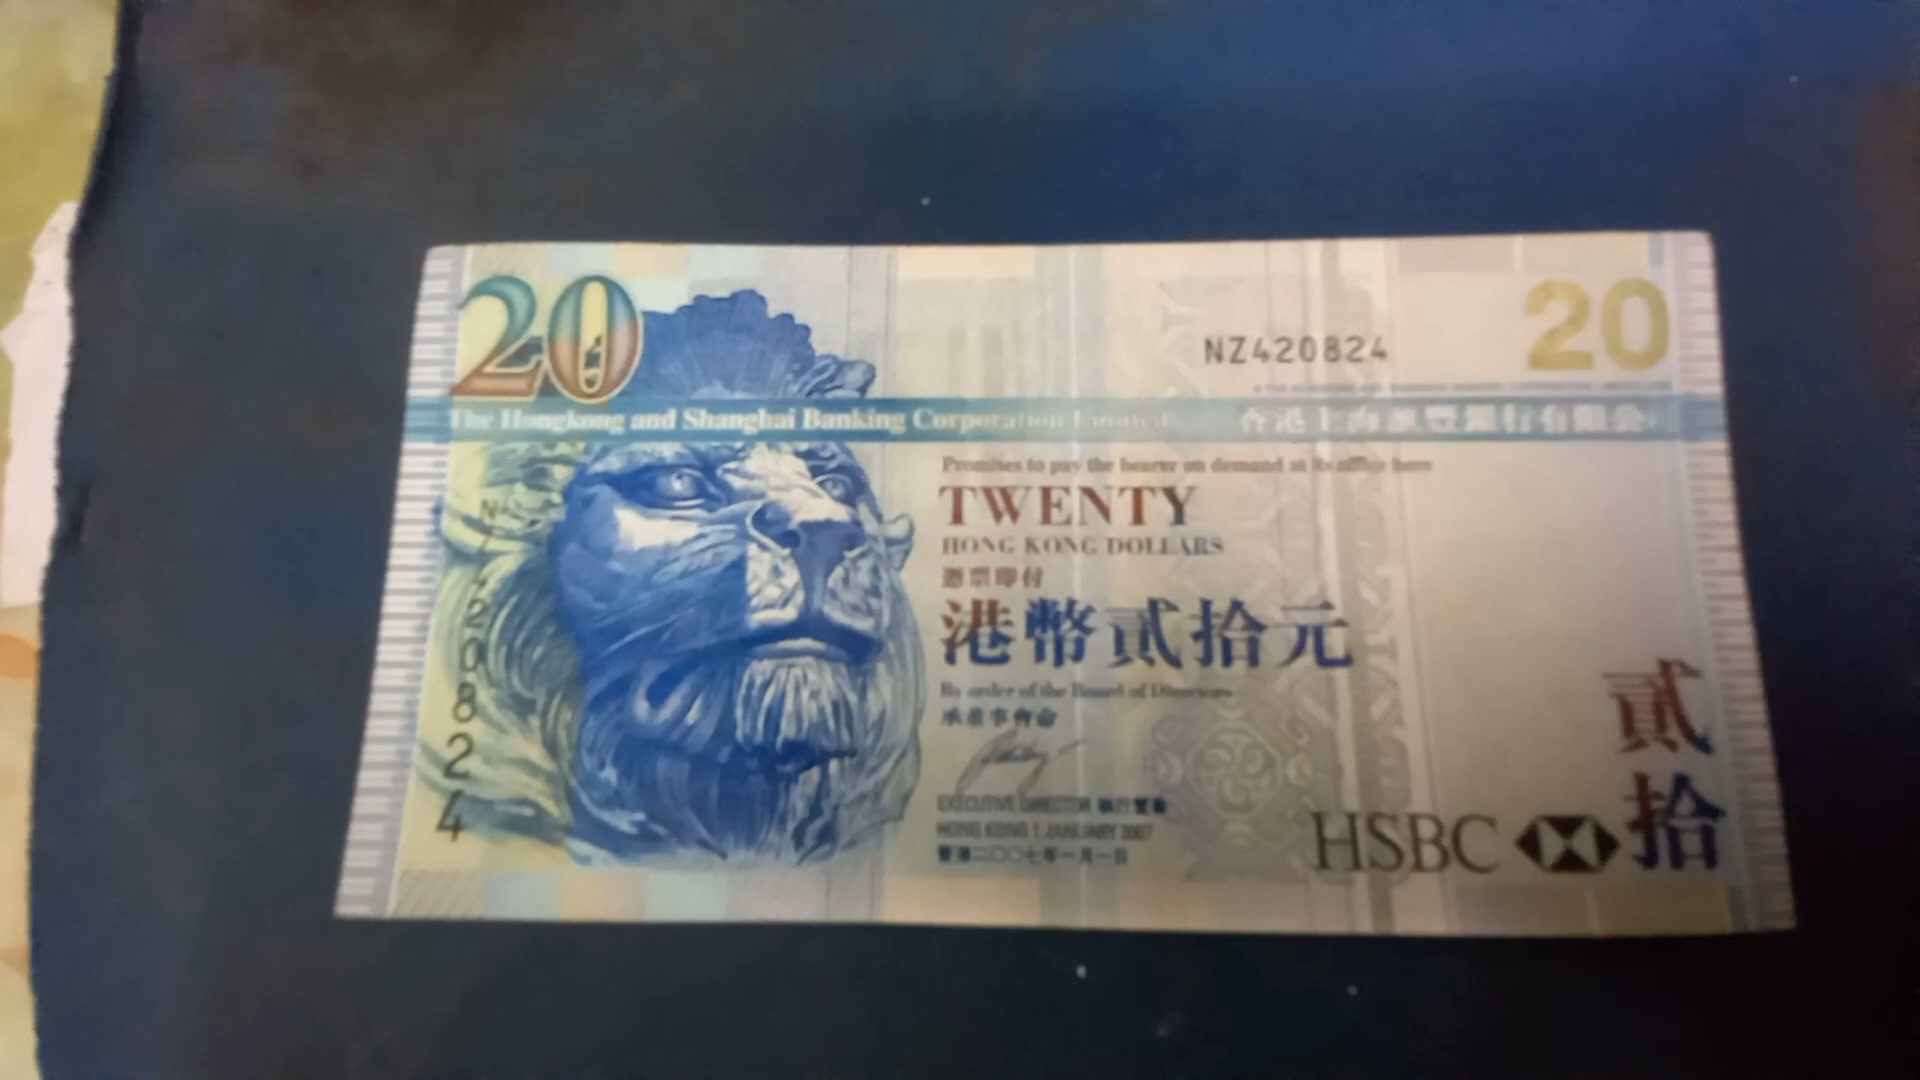 20
20
NZ420824
The Hongkong and Shanghai Banking Corporation Limited 香港上海滙豐銀行有限公司
Promises to pay the bearer on demand at its office here
TWENTY
HONG KONG DOLLARS
憑票即付
港幣貳拾元
By order of the Board of Directors
承董事會命
EXECUTIVE DIRECTOR 執行董事
HONG KONG 1 JANUARY 2007
香港二〇〇七年一月一日
HSBC
貳拾
NZ420824